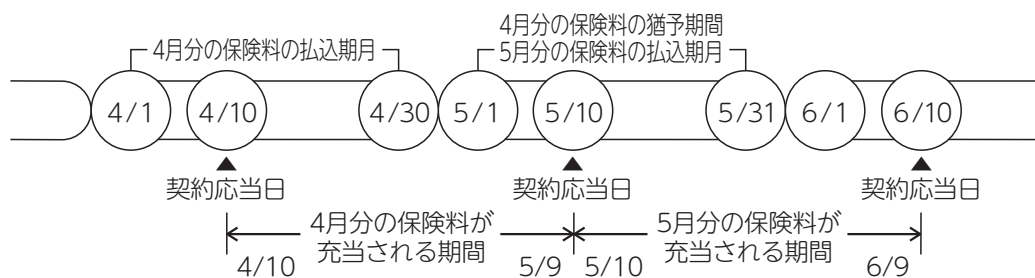 4月分の保険料の猶予期間
4月分の保険料の払込期月
5月分の保険料の払込期月
4/1
4/10
4/30
5/1
5/10
5/31
6/1
6/10
契約応当日
契約応当日
契約応当日
4月分の保険料が
充当される期間
5月分の保険料が
充当される期間
4/10
5/9
5/10
6/9